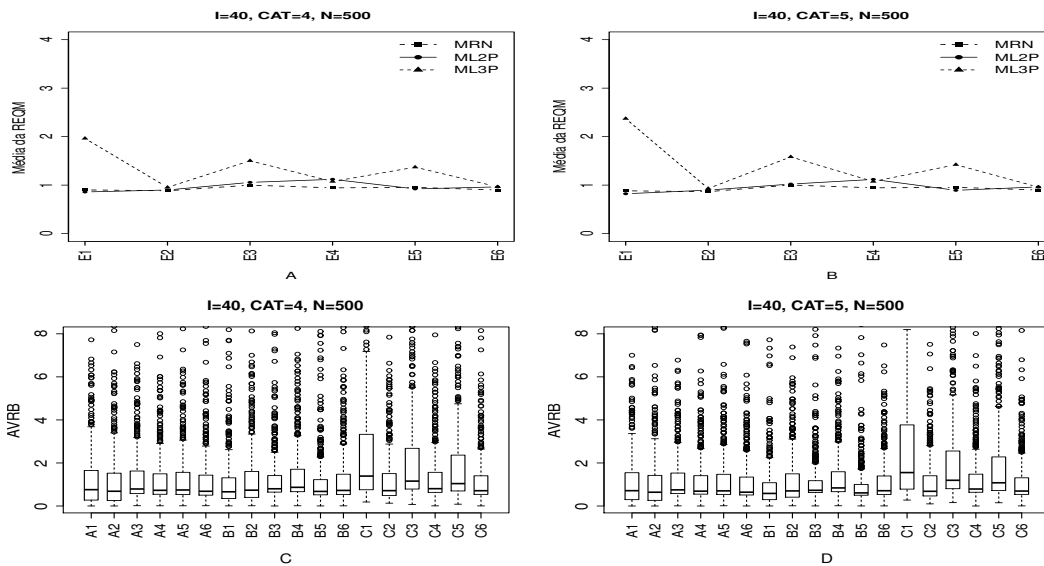 I=40, CAT=4, N=500
Média da REQM
4
3
2
1
0
MRN
ML2P
ML3P
E1 E2 E3 E4 E5 E6
A
I=40, CAT=5, N=500
Média da REQM
4
3
2
1
0
MRN
ML2P
ML3P
E1 E2 E3 E4 E5 E6
B
I=40, CAT=4, N=500
AVRB
8
6
4
2
0
A1 A2 A3 A4 A5 A6 B1 B2 B3 B4 B5 B6 C1 C2 C3 C4 C5 C6
C
I=40, CAT=5, N=500
AVRB
8
6
4
2
0
A1 A2 A3 A4 A5 A6 B1 B2 B3 B4 B5 B6 C1 C2 C3 C4 C5 C6
D